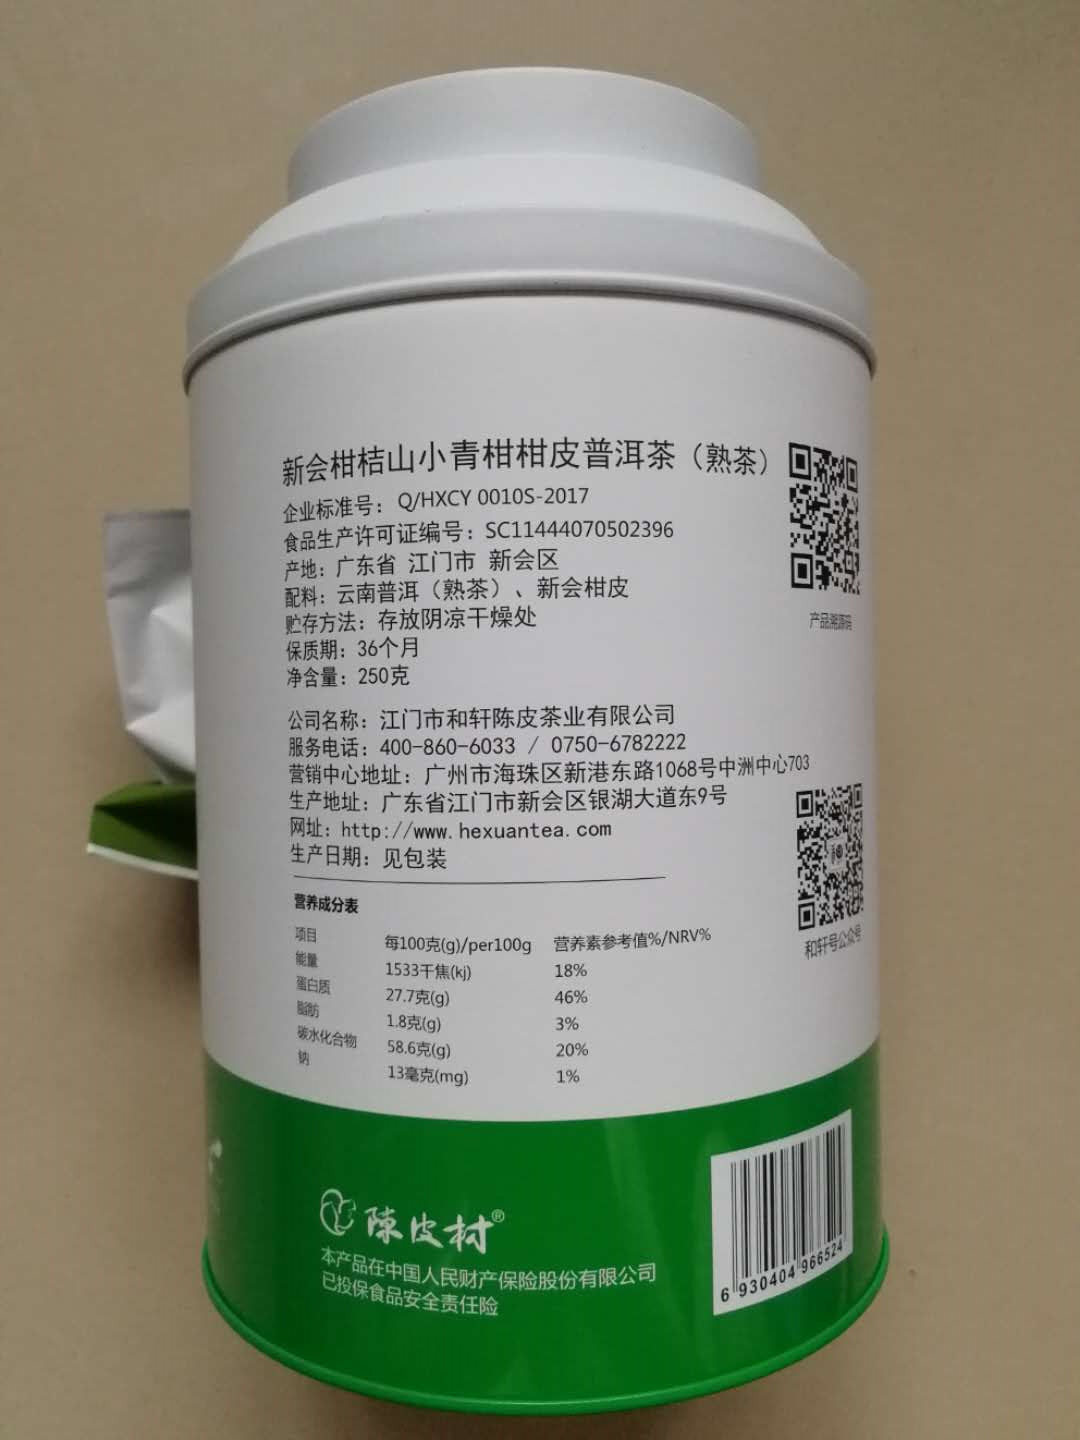 新会柑桔山小青柑柑皮普洱茶（熟茶）
企业标准号：Q/HXCY 0010S-2017
食品生产许可证编号：SC11444070502396
产地：广东省 江门市 新会区
配料：云南普洱（熟茶）、新会柑皮
贮存方法：存放阴凉干燥处
保质期：36个月
净含量：250克
产品溯源码
公司名称：江门市和轩陈皮茶业有限公司
服务电话：400-860-6033 / 0750-6782222
营销中心地址：广州市海珠区新港东路1068号中洲中心703
生产地址：广东省江门市新会区银湖大道东9号
网址：http://www.hexuantea.com
生产日期：见包装
和轩号公众号
营养成分表
项目 每100克(g)/per100g 营养素参考值%/NRV%
能量 1533千焦(kj) 18%
蛋白质 27.7克(g) 46%
脂肪 1.8克(g) 3%
碳水化合物 58.6克(g) 20%
钠 13毫克(mg) 1%
陳皮村®
本产品在中国人民财产保险股份有限公司
已投保食品安全责任险
6 930404 966524